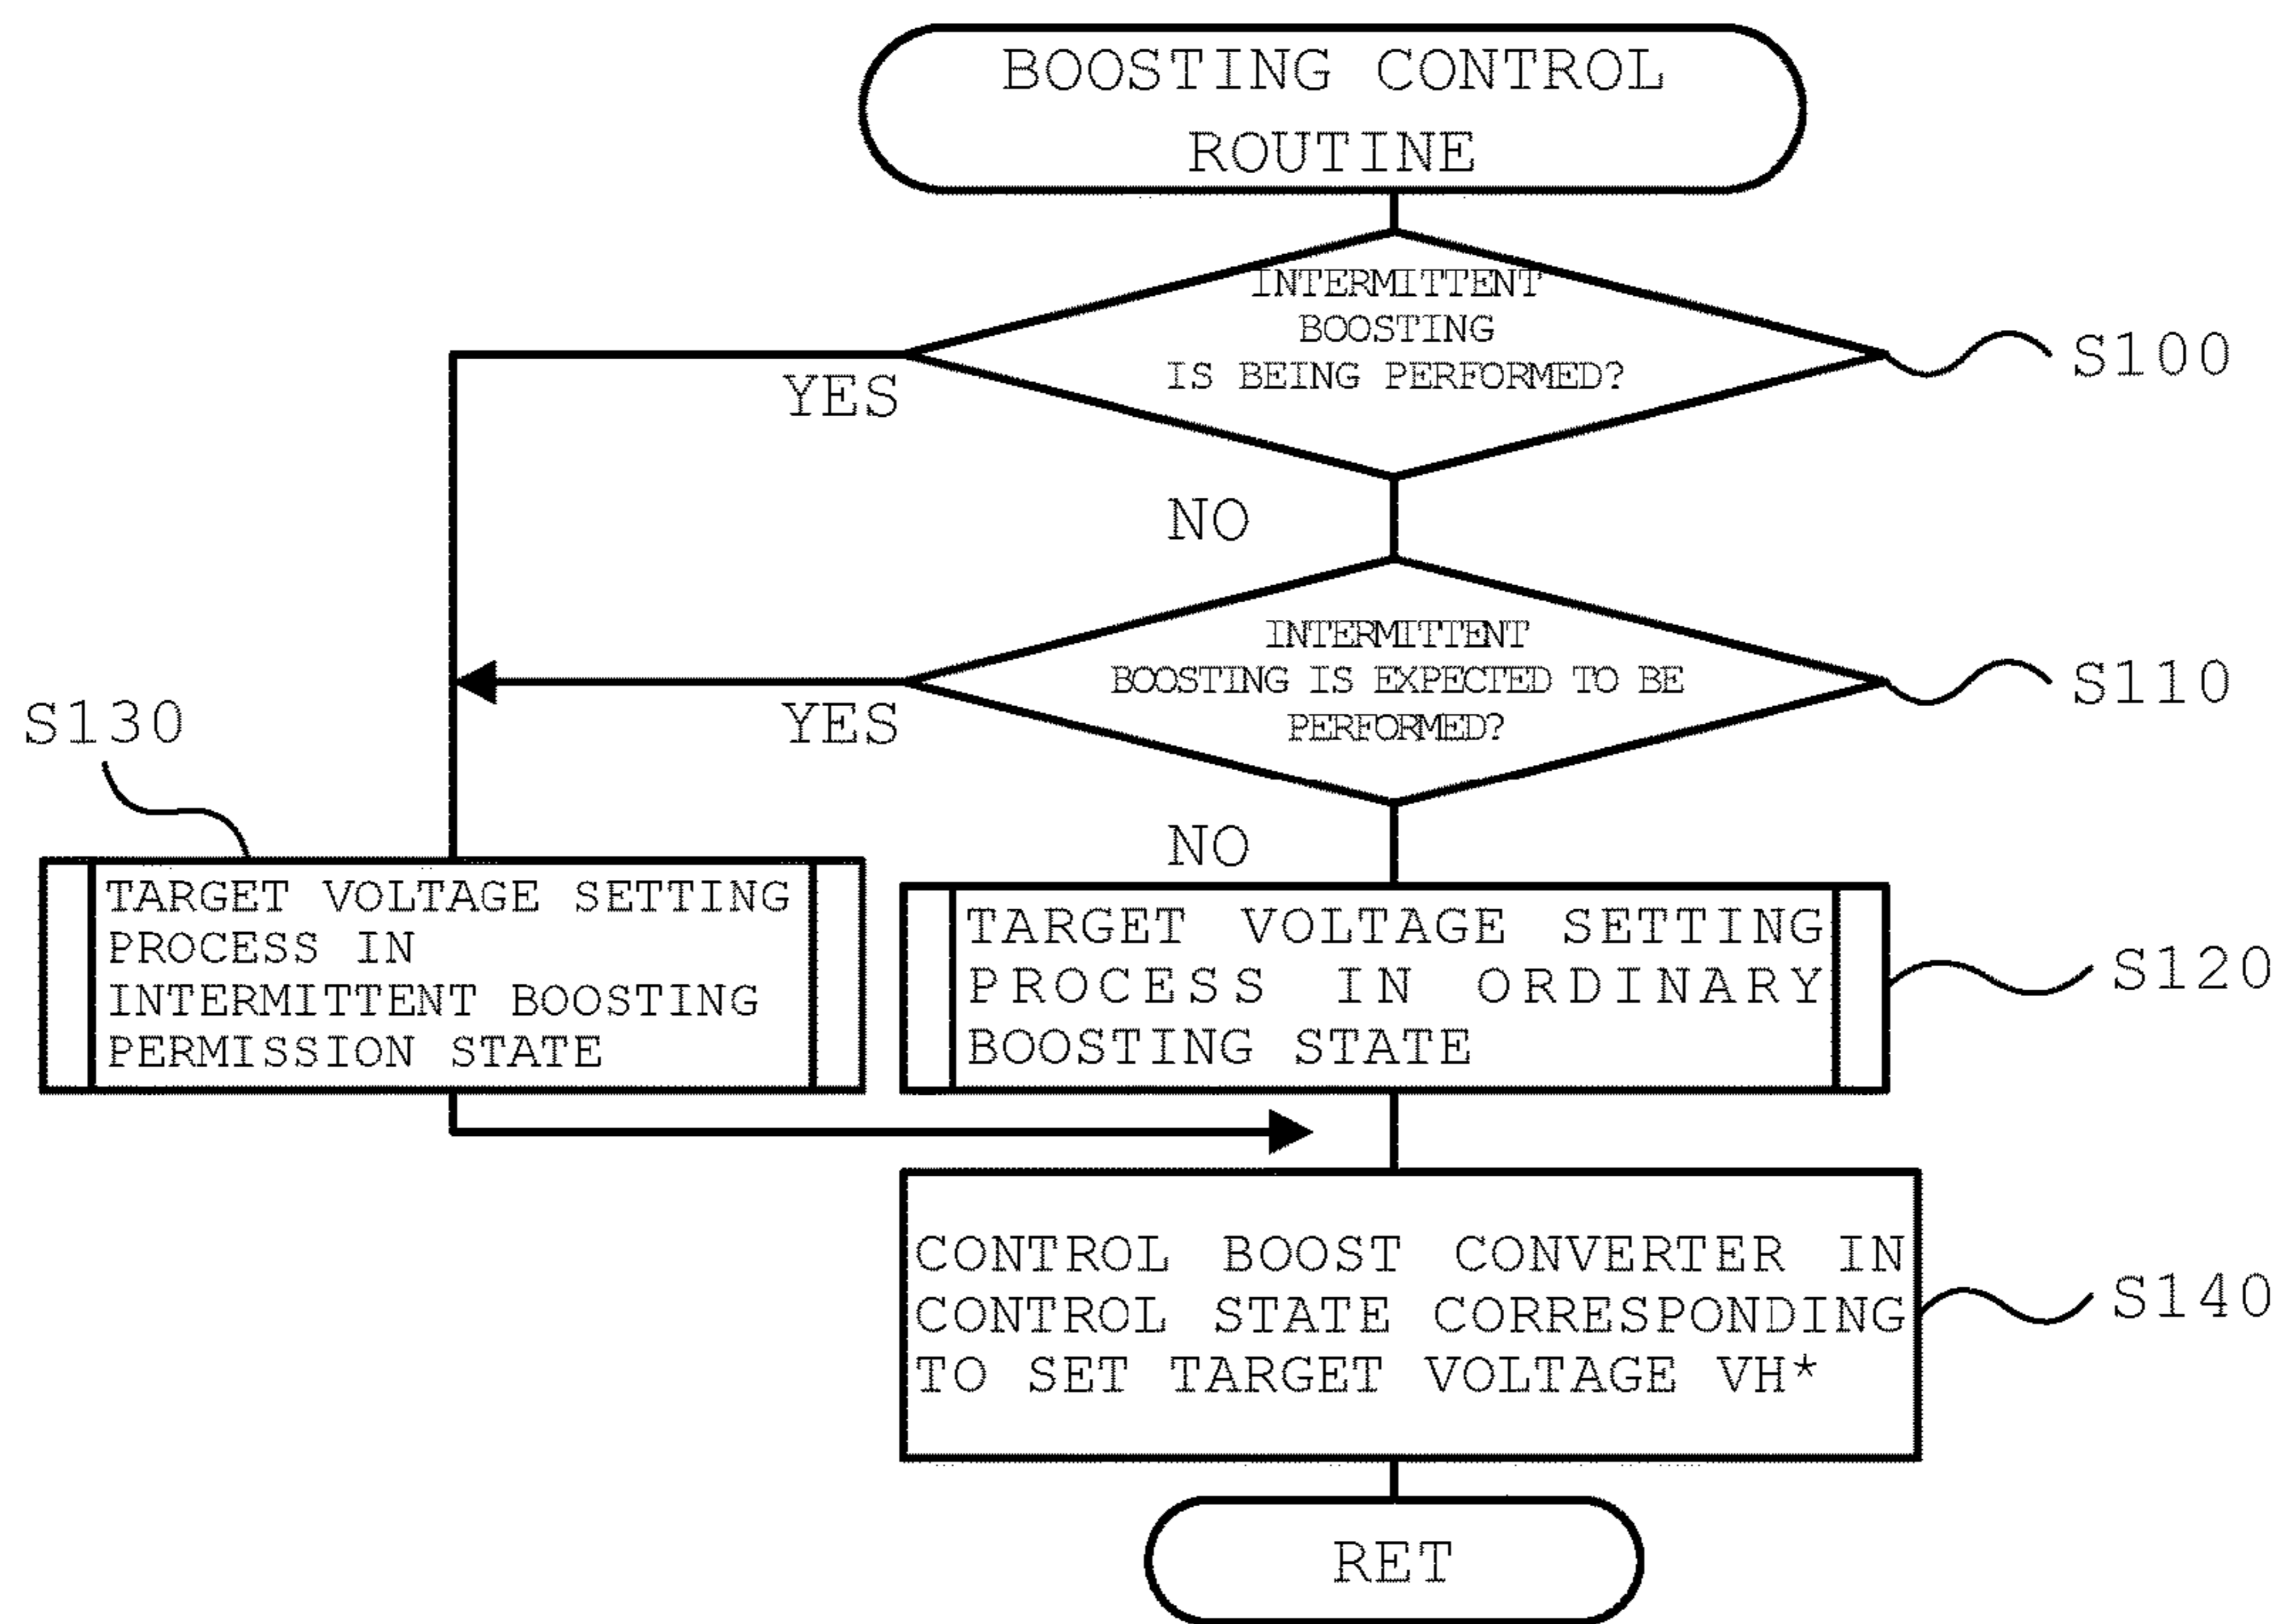 BOOSTING CONTROL
ROUTINE
INTERMITTENT
BOOSTING
IS BEING PERFORMED?
S100
YES
NO
INTERMITTENT
BOOSTING IS EXPECTED TO BE
PERFORMED?
S110
YES
S130
NO
TARGET VOLTAGE SETTING
PROCESS IN
INTERMITTENT BOOSTING
PERMISSION STATE
TARGET VOLTAGE SETTING
PROCESS IN ORDINARY
BOOSTING STATE
S120
CONTROL BOOST CONVERTER IN
CONTROL STATE CORRESPONDING
TO SET TARGET VOLTAGE VH*
S140
RET